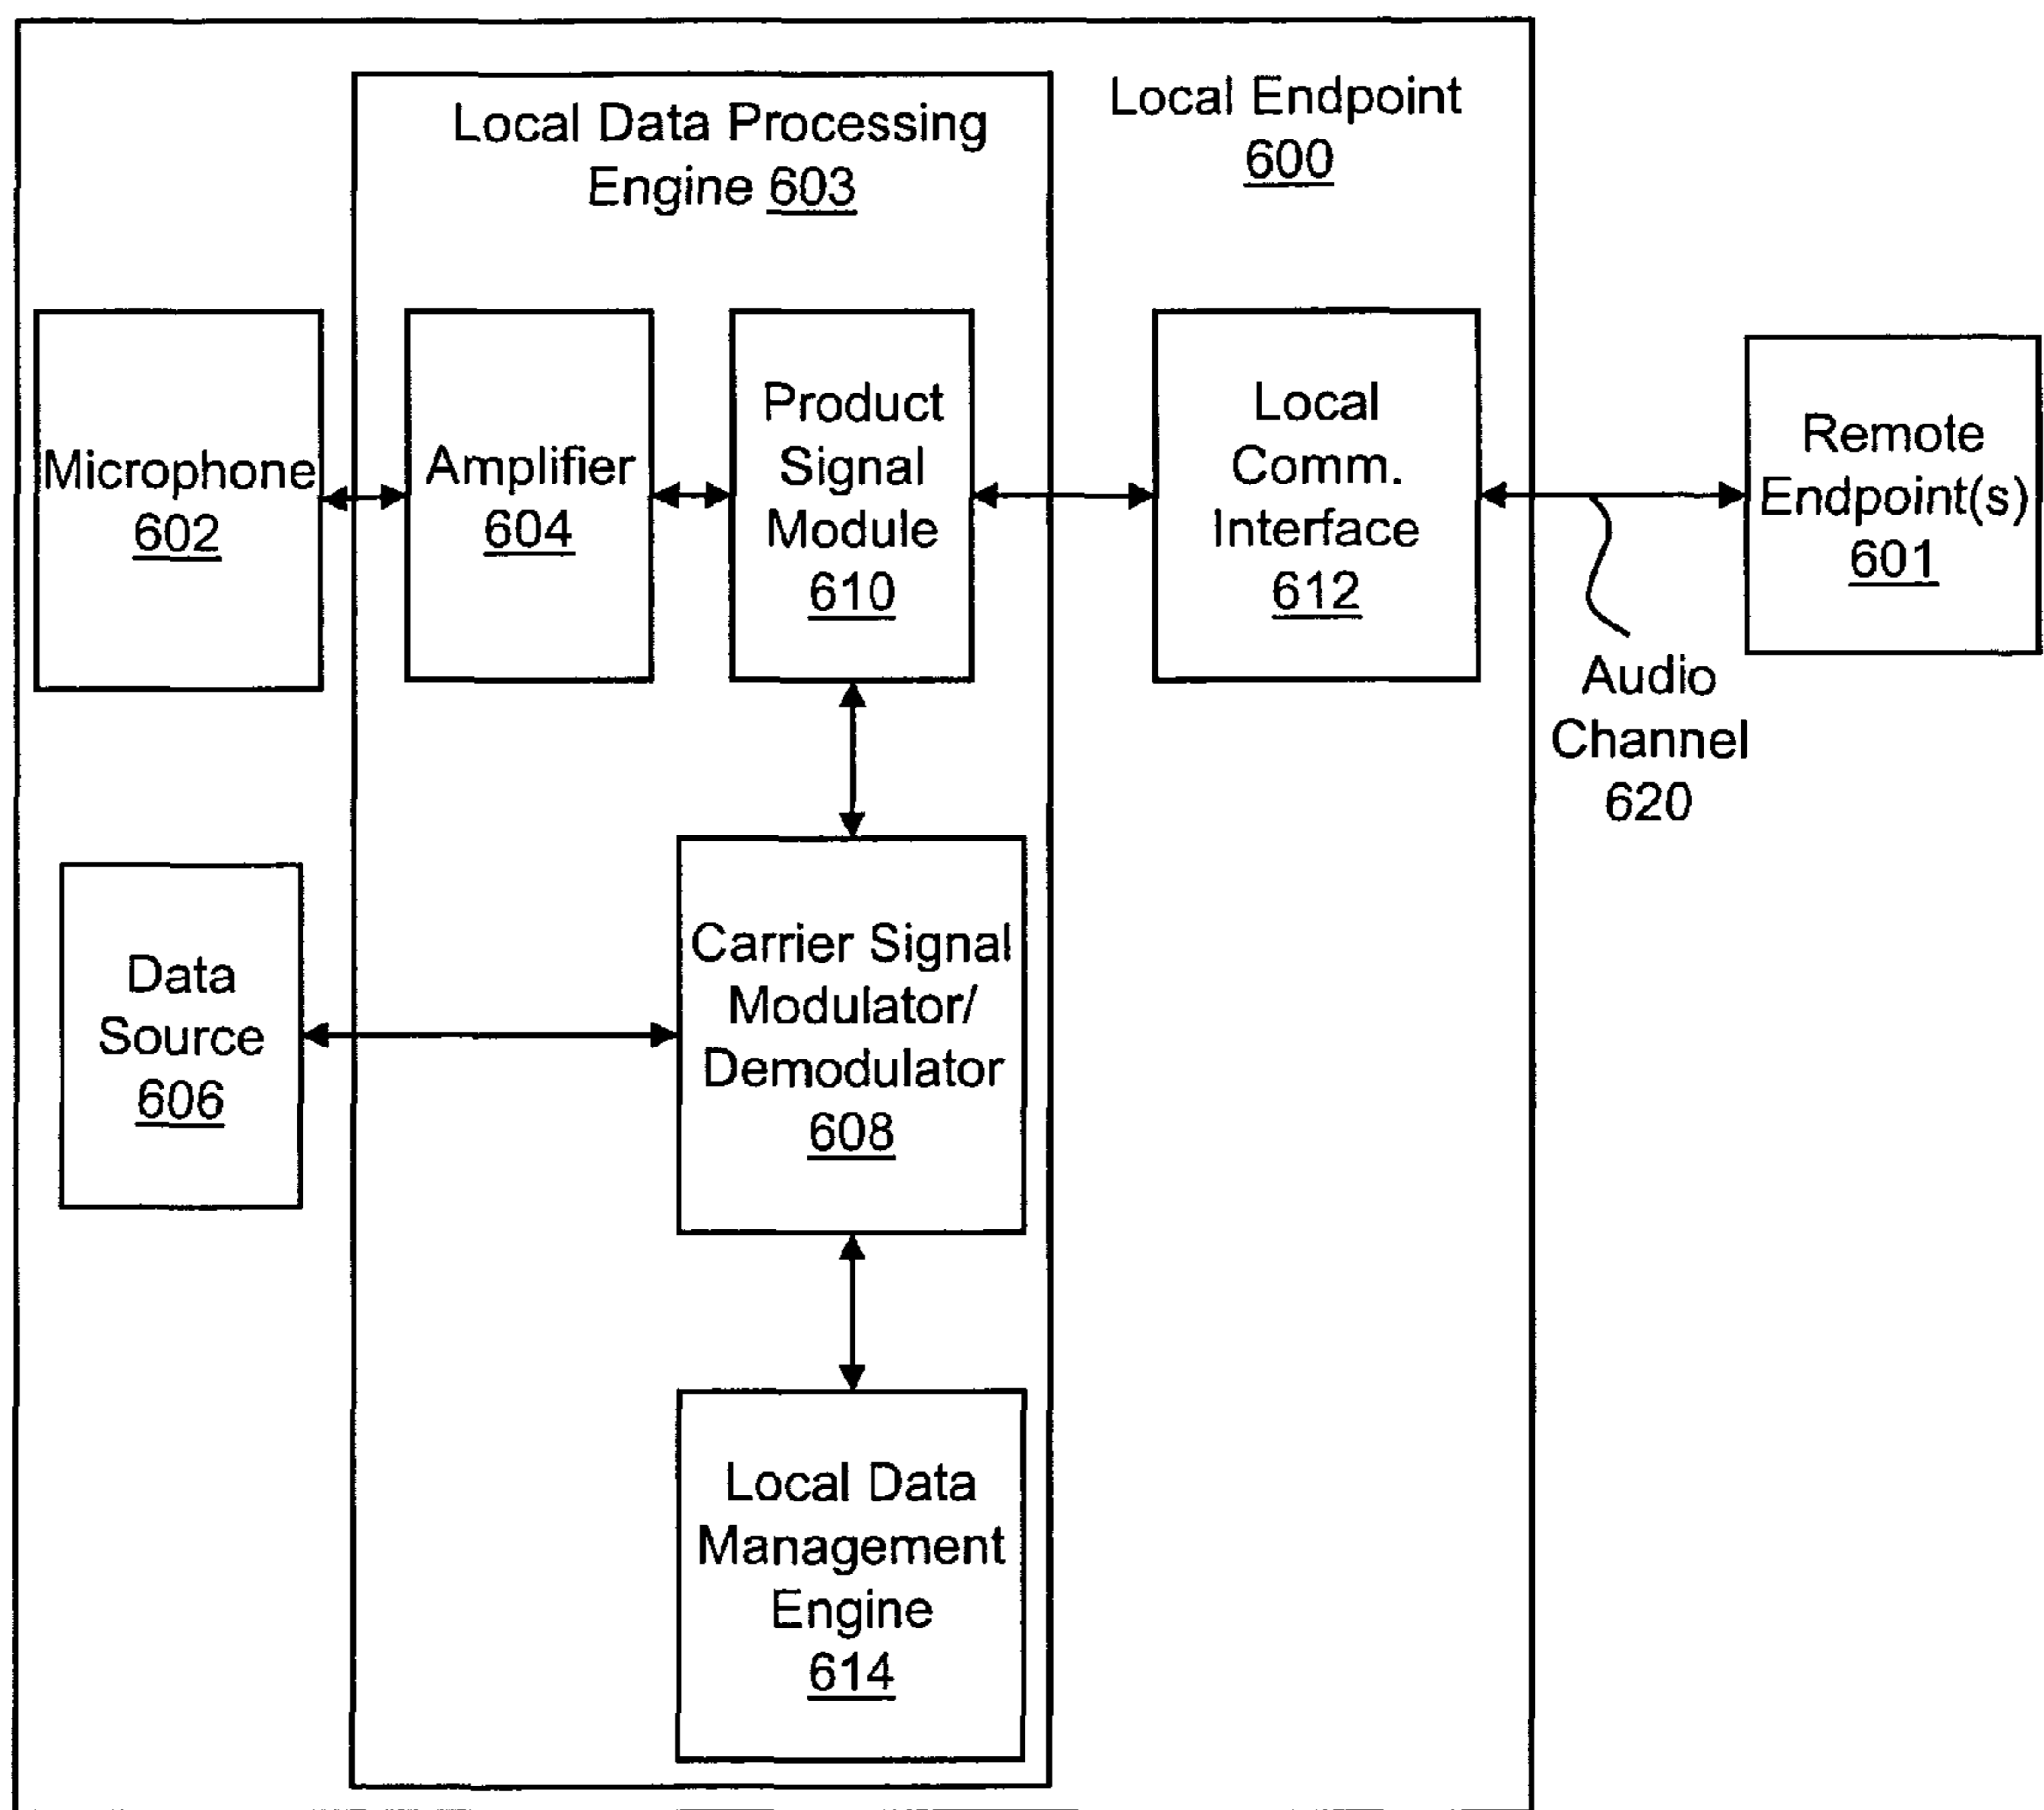 Local Data Processing
Engine 603
Local Endpoint
600
Microphone
602
Amplifier
604
Product
Signal
Module
610
Local
Comm.
Interface
612
Remote
Endpoint(s)
601
Audio
Channel
620
Data
Source
606
Carrier Signal
Modulator/
Demodulator
608
Local Data
Management
Engine
614